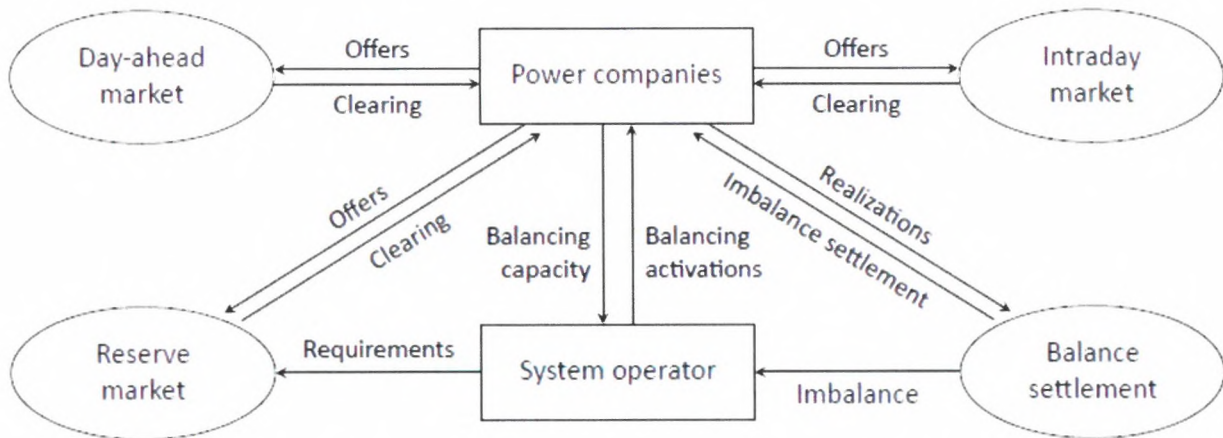 Day-ahead
market
Offers
Clearing
Power companies
Offers
Clearing
Intraday
market
Offers
Clearing
Balancing
capacity
Balancing
activations
Realizations
Imbalance settlement
Reserve
market
Requirements
System operator
Imbalance
Balance
settlement